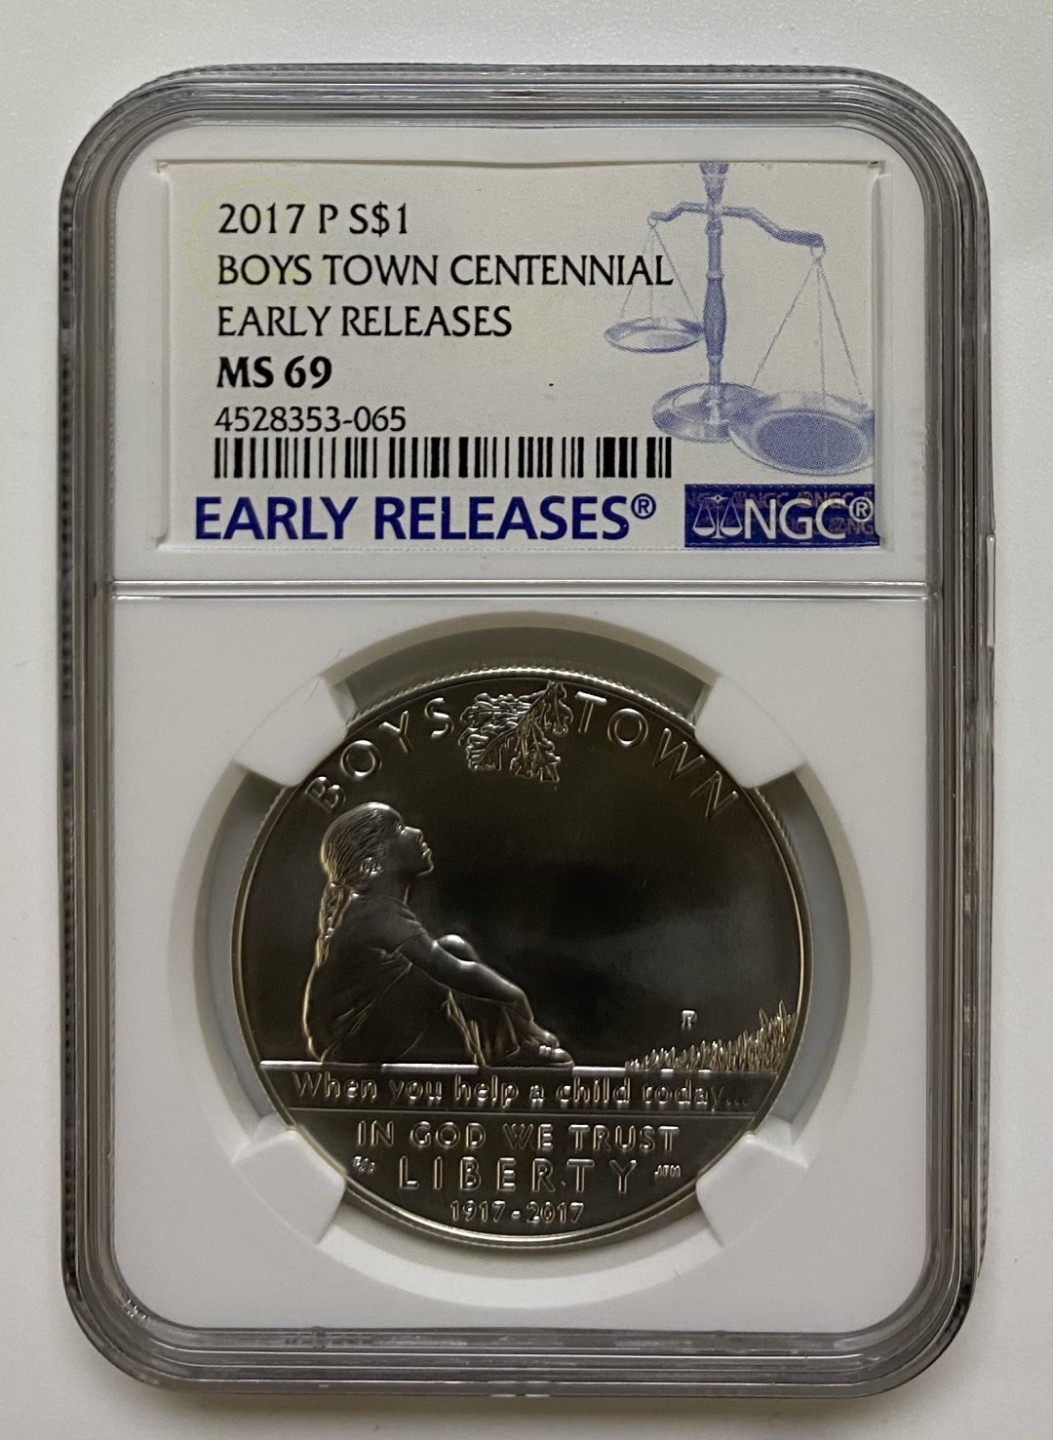 2017 P S$1
BOYS TOWN CENTENNIAL
EARLY RELEASES
MS 69
4528353-065
EARLY RELEASES®
NGC®
BOYS TOWN
P
When you help a child today...
IN GOD WE TRUST
LIBERTY
1917-2017